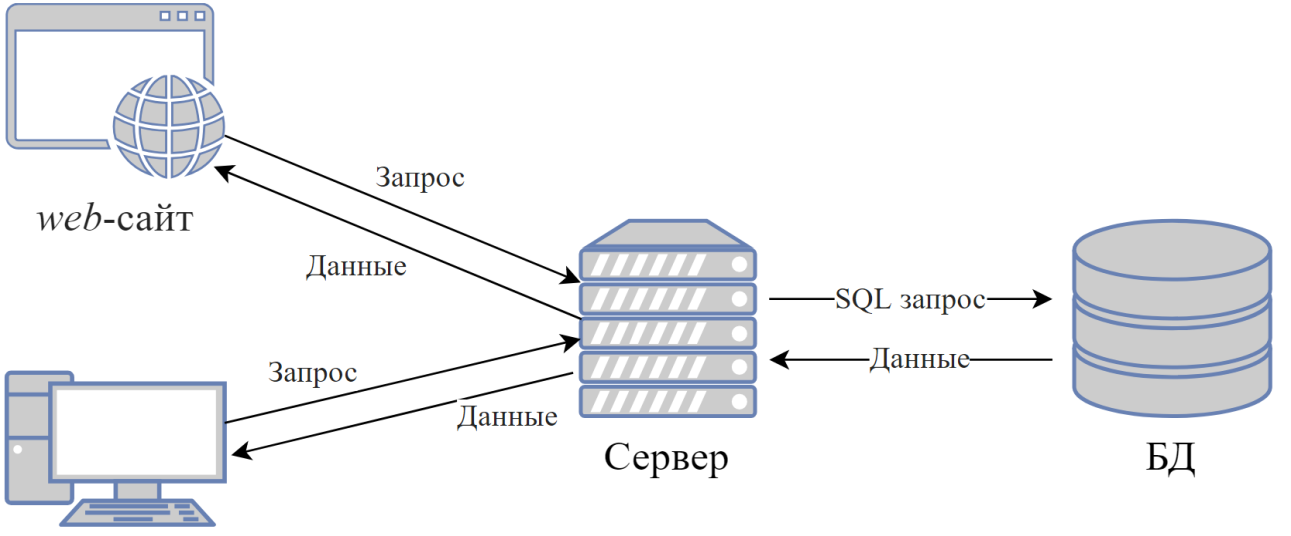 Запрос
web-сайт
Данные
SQL запрос
Данные
Запрос
Данные
Сервер
БД